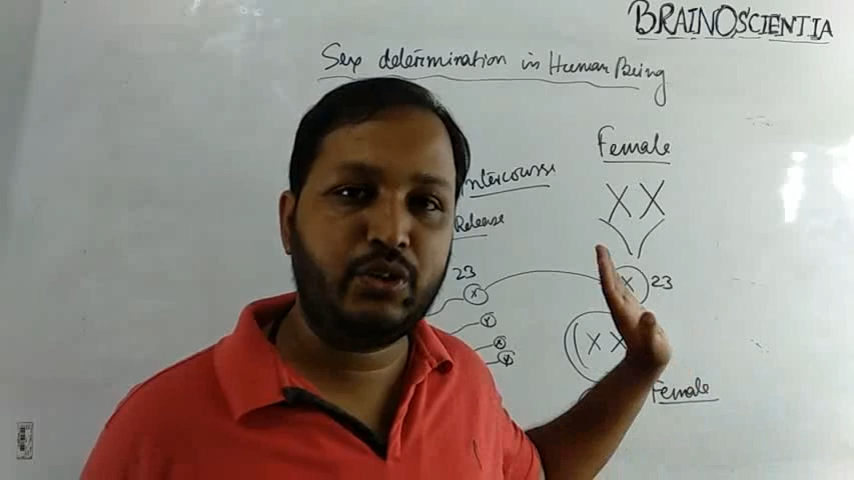 BRAINOSCIENTIA
Sex determination in Human Being
Female
Intercourse
XX
Release
23
X
X
23
Y
X
Y
XX
Female